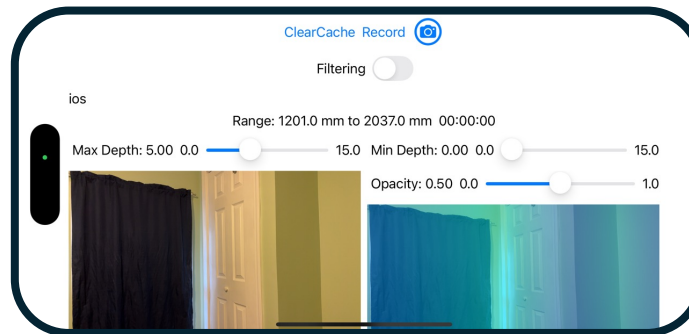 ClearCache Record
Filtering
ios
Range: 1201.0 mm to 2037.0 mm 00:00:00
Max Depth: 5.00 0.0 15.0 Min Depth: 0.00 0.0 15.0
Opacity: 0.50 0.0 1.0